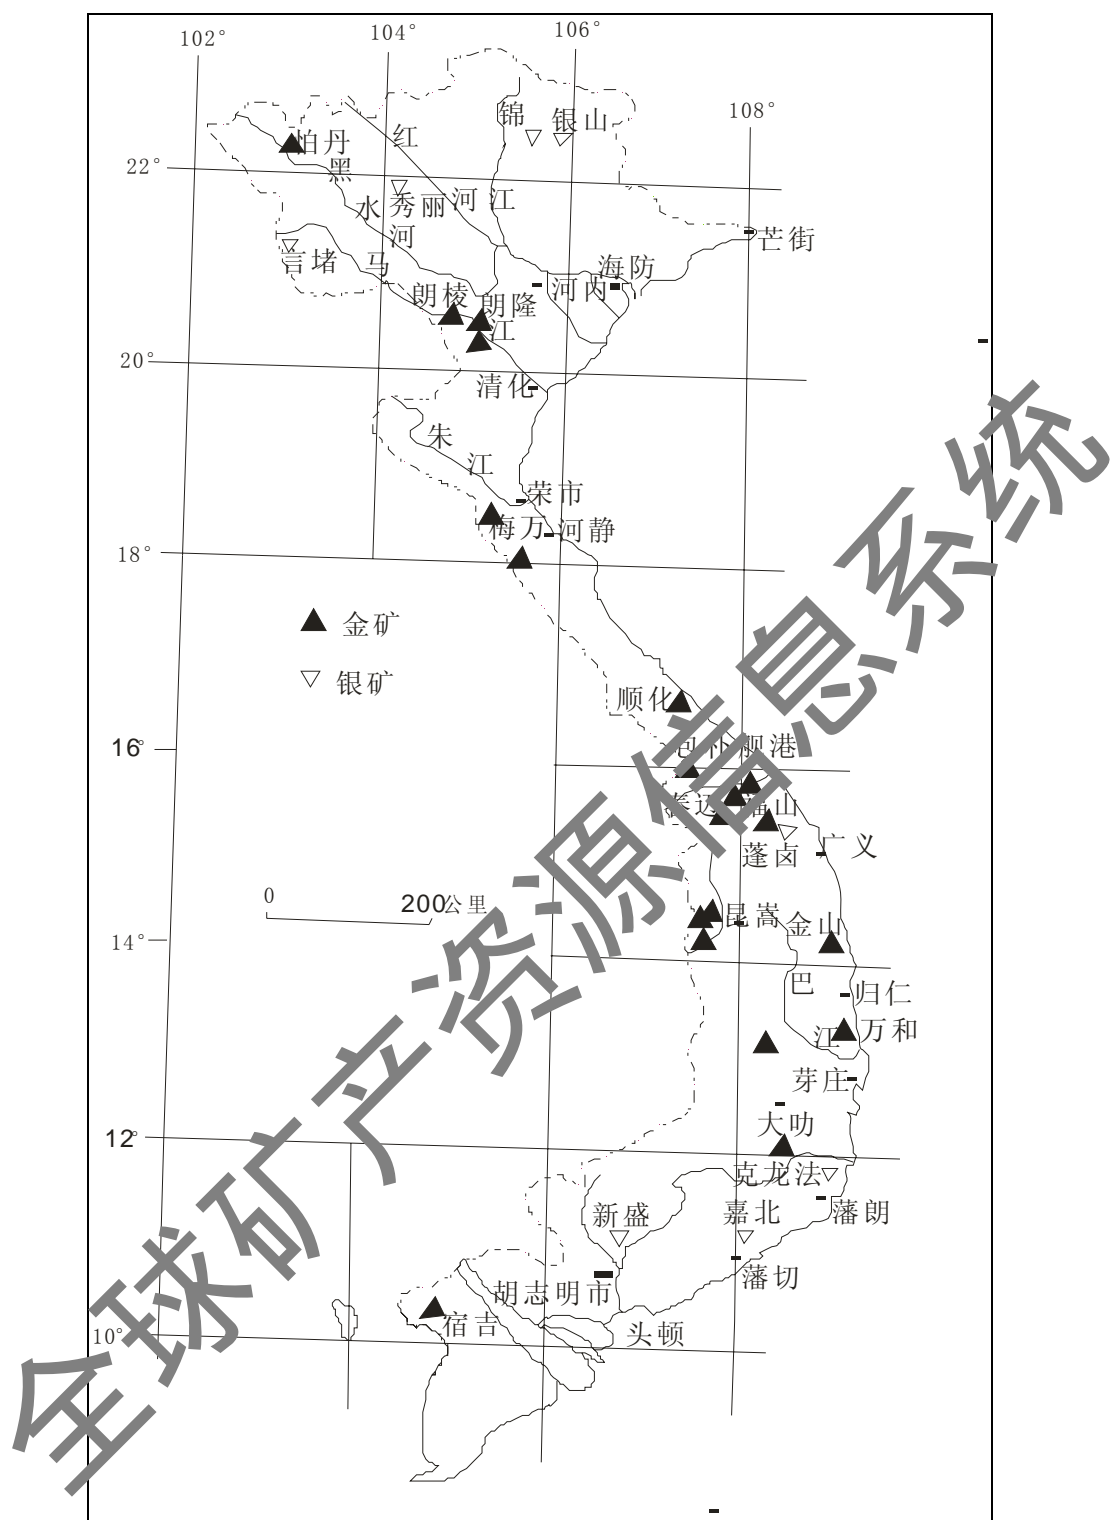 102°
104°
106°
108°
锦
银山
红
柏丹
黑
22°
水
秀丽
河
江
河
芒街
言堵
马
海防
河内
朗棱
朗隆
江
20°
清化
朱
江
荣市
梅万
河静
18°
金矿
银矿
顺化
16°
港
山
蓬卤
广义
0
200公里
昆嵩
金山
14°
巴
归仁
江
万和
芽庄
大叻
12°
克龙法
新盛
嘉北
藩朗
藩切
胡志明市
宿吉
头顿
10°
全球矿产资源信息系统